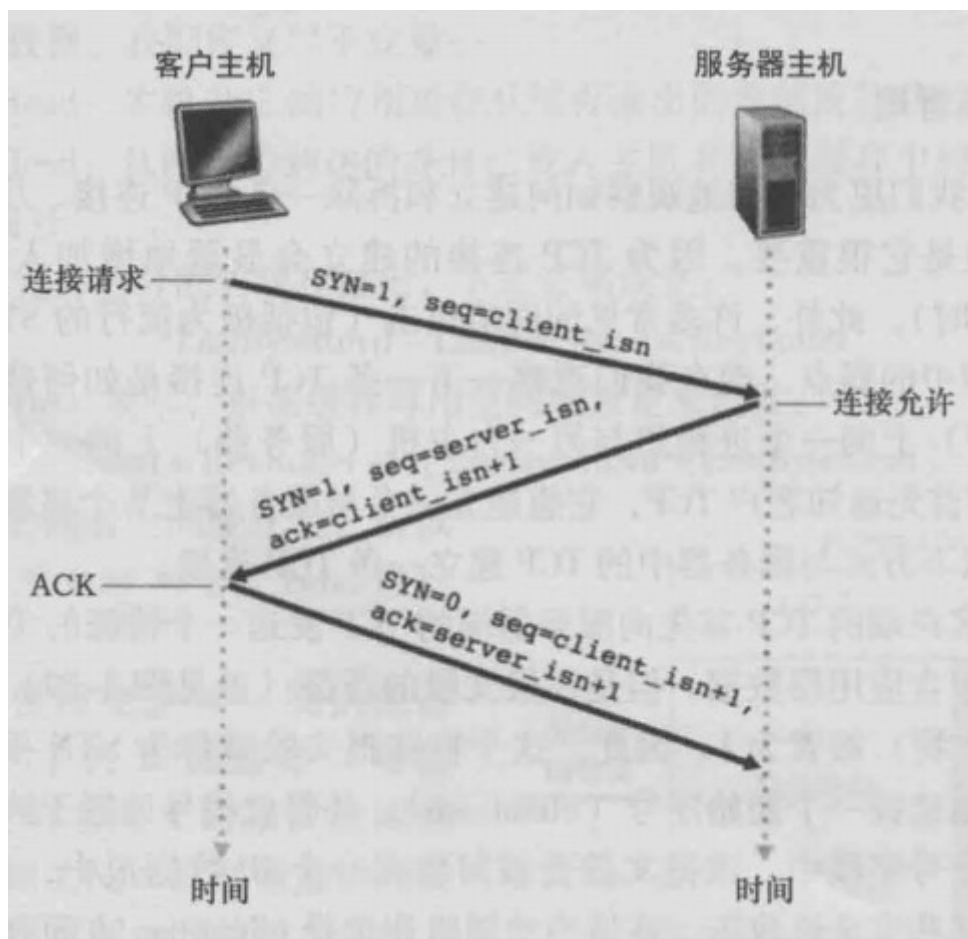 客户主机
服务器主机
连接请求
SYN=1, seq=client_isn
连接允许
SYN=1, seq=server_isn,
ack=client_isn+1
ACK
SYN=0, seq=client_isn+1,
ack=server_isn+1
时间
时间